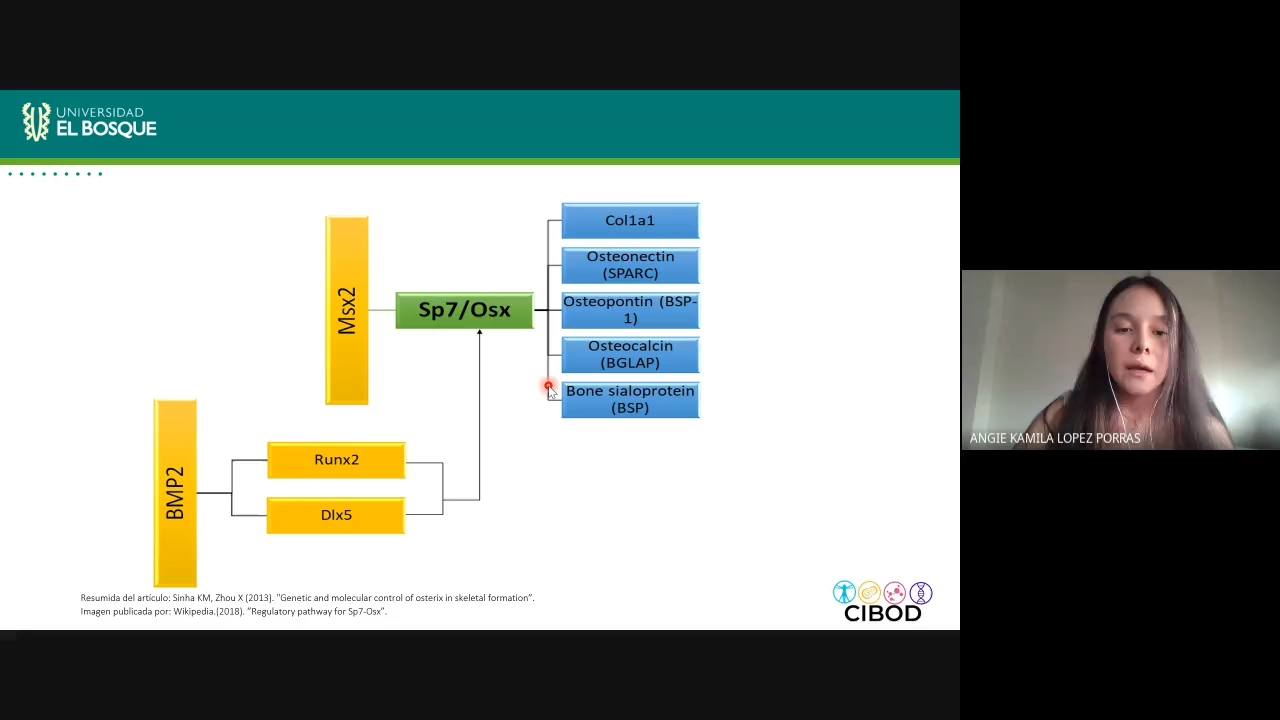 UNIVERSIDAD
EL BOSQUE
Msx2
Sp7/Osx
Col1a1
Osteonectin
(SPARC)
Osteopontin (BSP-
1)
Osteocalcin
(BGLAP)
Bone sialoprotein
(BSP)
BMP2
Runx2
Dlx5
Resumida del artículo: Sinha KM, Zhou X (2013). "Genetic and molecular control of osterix in skeletal formation”.
Imagen publicada por: Wikipedia.(2018). ”Regulatory pathway for Sp7-Osx”.
CIBOD
ANGIE KAMILA LOPEZ PORRAS